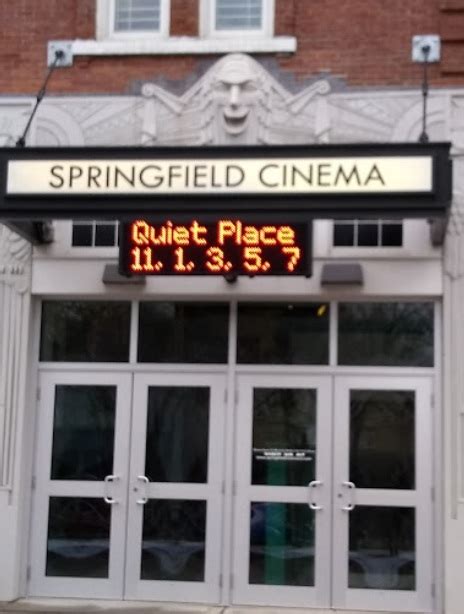 SPRINGFIELD CINEMA
Quiet Place
11. 1. 3. 5. 7